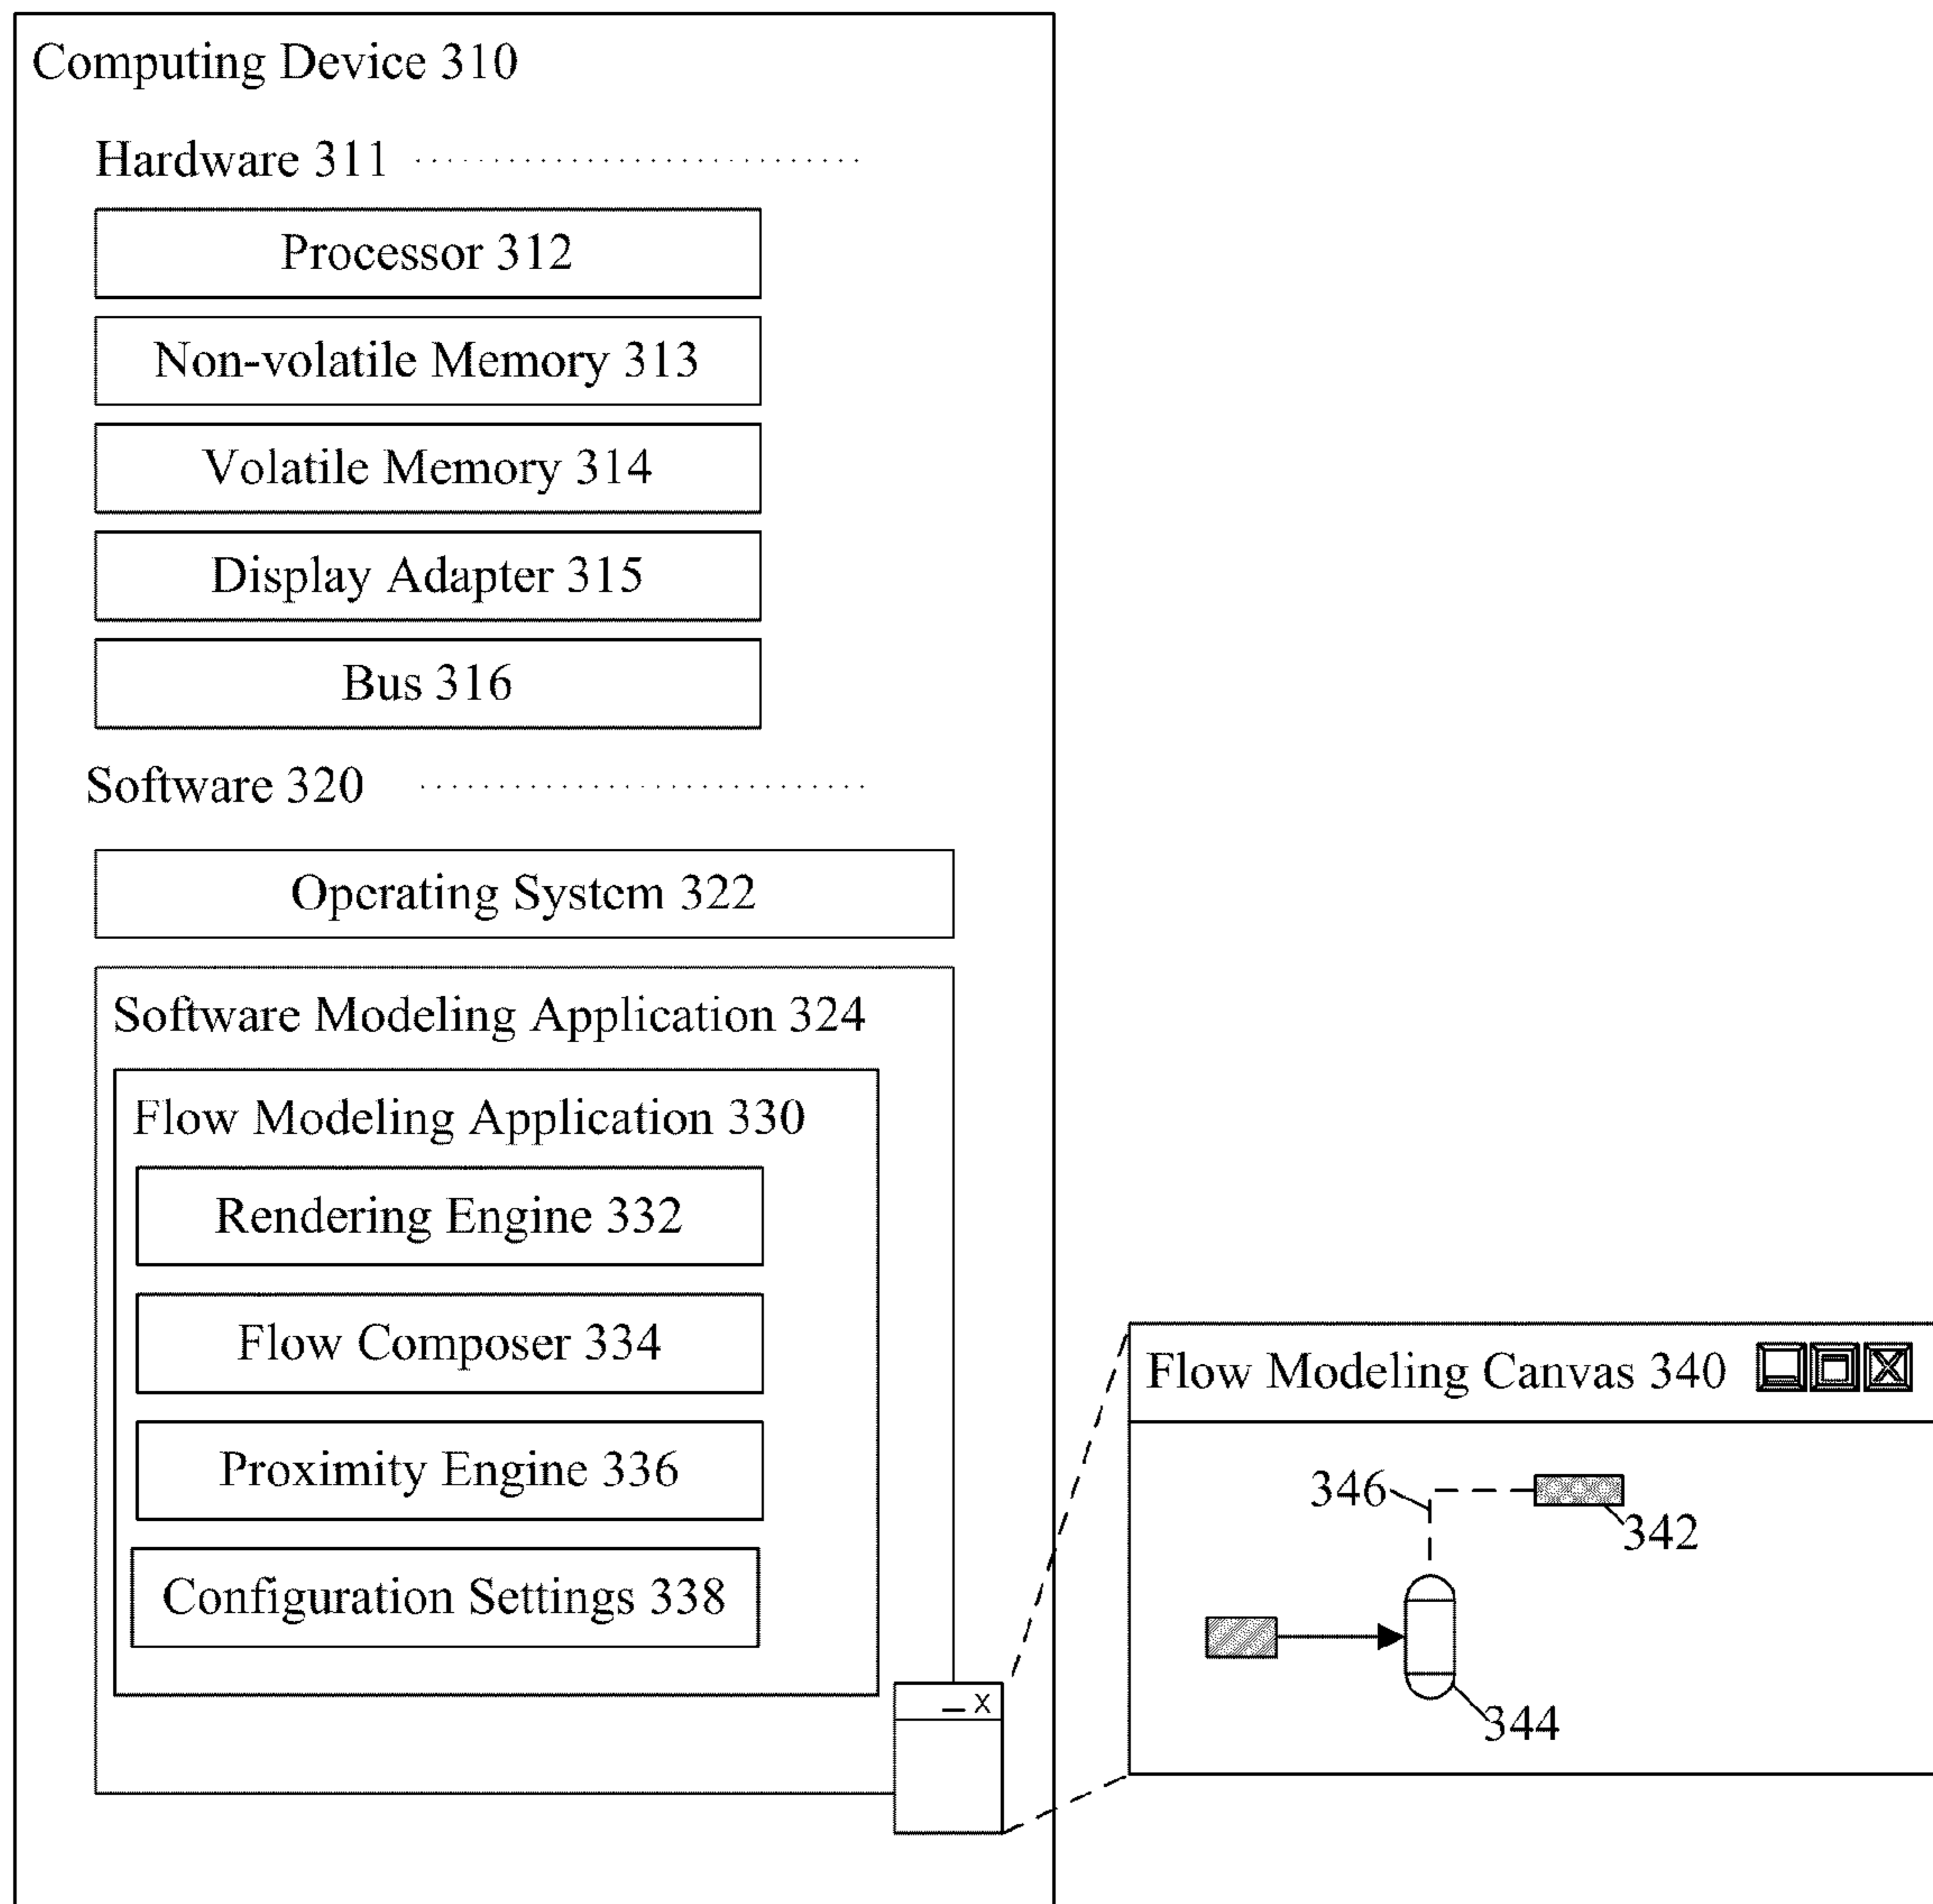 Computing Device 310
Hardware 311
Processor 312
Non-volatile Memory 313
Volatile Memory 314
Display Adapter 315
Bus 316
Software 320
Operating System 322
Software Modeling Application 324
Flow Modeling Application 330
Rendering Engine 332
Flow Composer 334
Proximity Engine 336
Configuration Settings 338
_ X
Flow Modeling Canvas 340
346
342
344